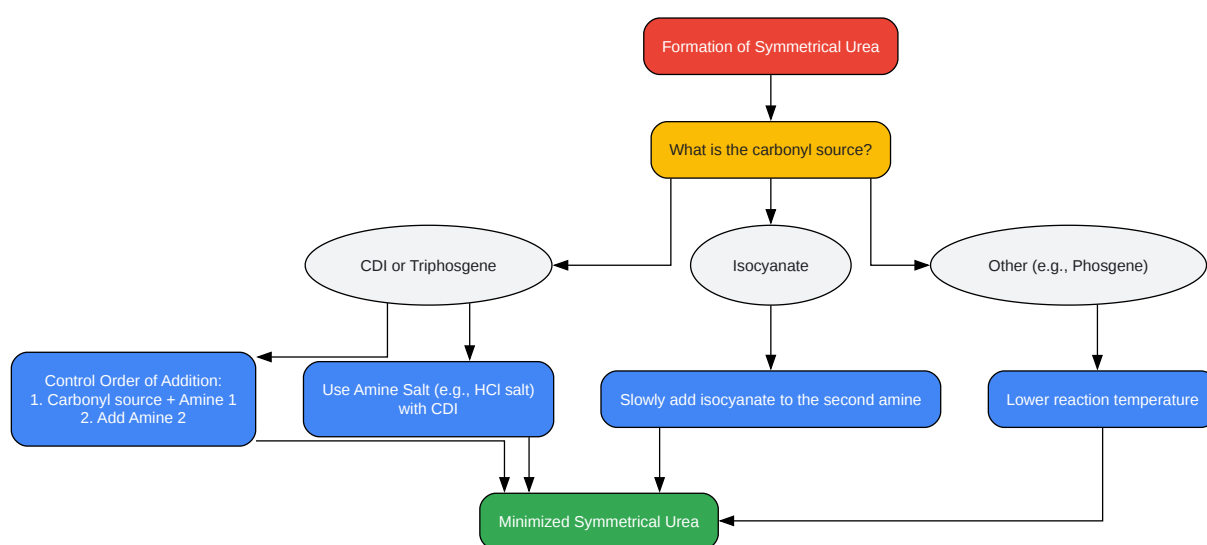 Formation of Symmetrical Urea
What is the carbonyl source?
CDI or Triphosgene
Isocyanate
Other (e.g., Phosgene)
Control Order of Addition:
1. Carbonyl source + Amine 1
2. Add Amine 2
Use Amine Salt (e.g., HCl salt)
with CDI
Slowly add isocyanate to the second amine
Lower reaction temperature
Minimized Symmetrical Urea